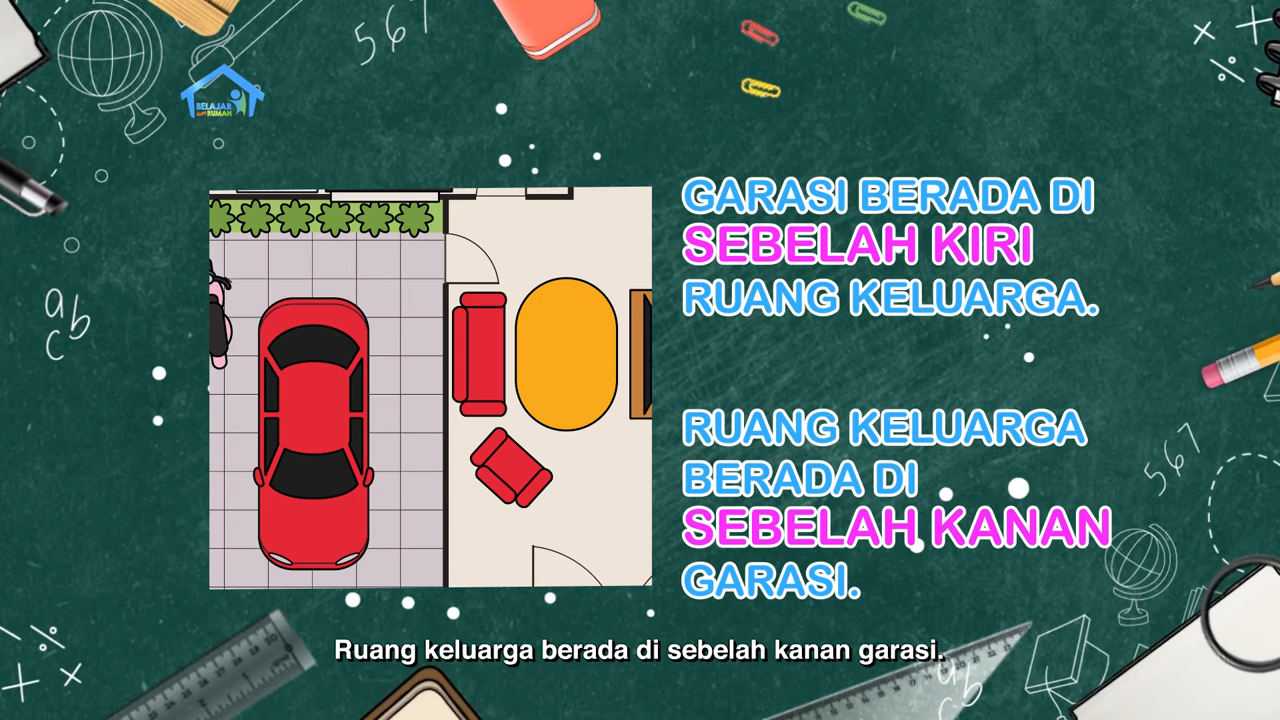 567
BELAJAR
dari RUMAH
GARASI BERADA DI
SEBELAH KIRI
RUANG KELUARGA.
RUANG KELUARGA
BERADA DI
SEBELAH KANAN
GARASI.
a b
c
567
Ruang keluarga berada di sebelah kanan garasi.
a b
c